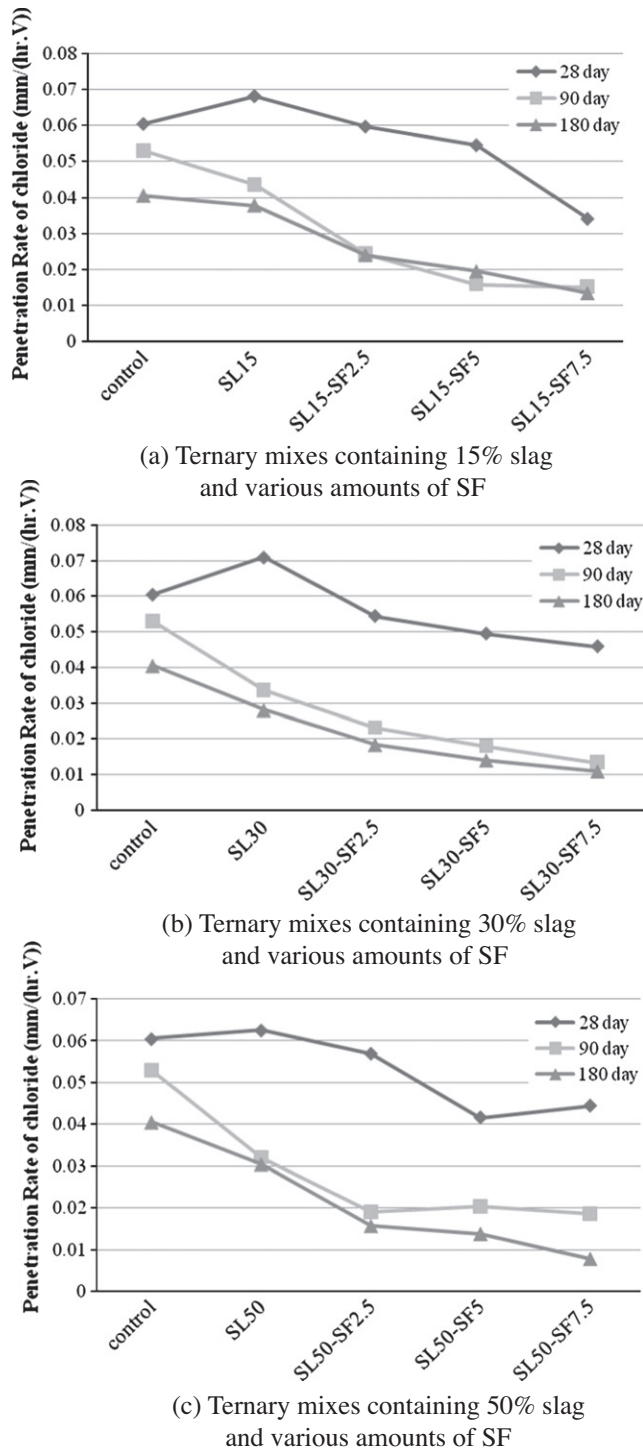 Penetration Rate of chloride (mm/(hr.V))
0.08
0.07
0.06
0.05
0.04
0.03
0.02
0.01
0
28 day
90 day
180 day
control
SL15
SL15-SF2.5
SL15-SF5
SL15-SF7.5
(a) Ternary mixes containing 15% slag
and various amounts of SF
Penetration Rate of chloride (mm/(hr.V))
0.08
0.07
0.06
0.05
0.04
0.03
0.02
0.01
0
28 day
90 day
180 day
control
SL30
SL30-SF2.5
SL30-SF5
SL30-SF7.5
(b) Ternary mixes containing 30% slag
and various amounts of SF
Penetration Rate of chloride (mm/(hr.V))
0.07
0.06
0.05
0.04
0.03
0.02
0.01
0
28 day
90 day
180 day
control
SL50
SL50-SF2.5
SL50-SF5
SL50-SF7.5
(c) Ternary mixes containing 50% slag
and various amounts of SF